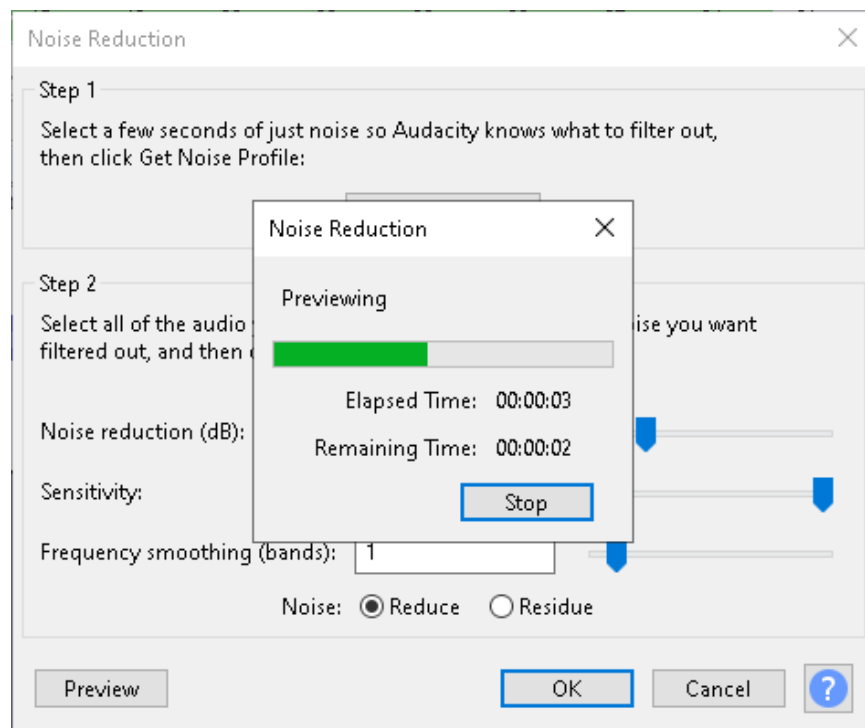 Noise Reduction
Step 1
Select a few seconds of just noise so Audacity knows what to filter out,
then click Get Noise Profile:
Noise Reduction
Previewing
Elapsed Time: 00:00:03
Remaining Time: 00:00:02
Stop
Step 2
Select all of the audio you want
filtered out, and then
Noise reduction (dB):
Sensitivity:
Frequency smoothing (bands): 1
Noise: Reduce Residue
Preview OK Cancel ?